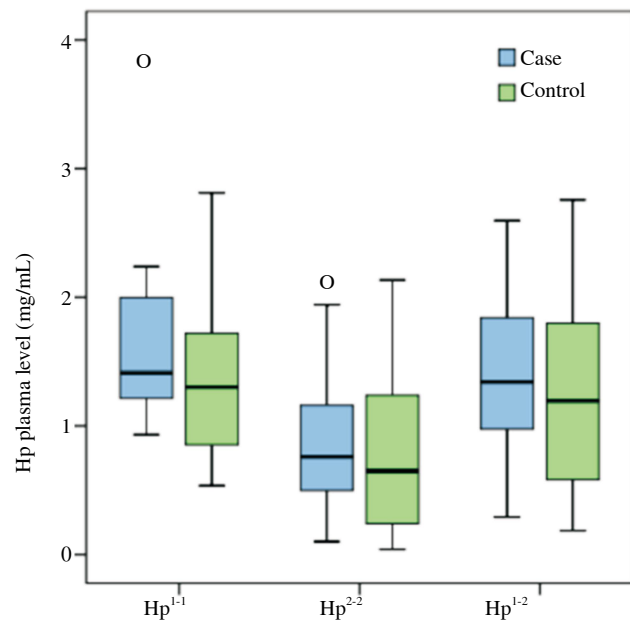 4
3
2
1
0
Hp plasma level (mg/mL)
Case
Control
Hp¹⁻¹
Hp²⁻²
Hp¹⁻²